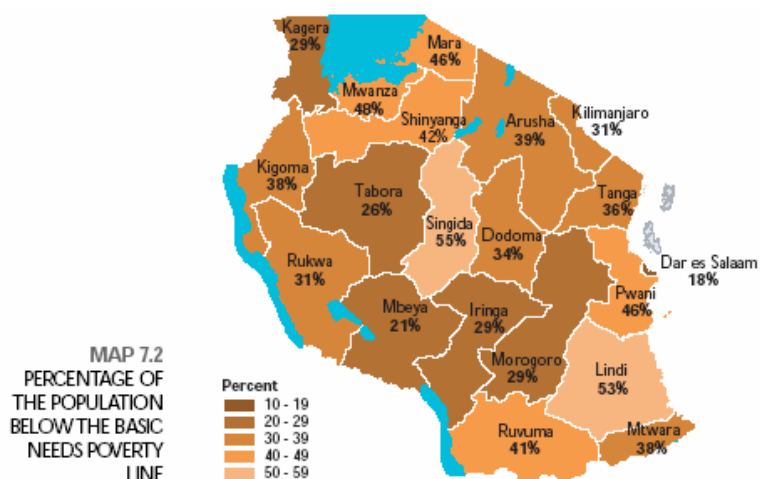 Kagera
29%
Mara
46%
Mwanza
48%
Shinyanga
42%
Arusha
39%
Kilimanjaro
31%
Kigoma
38%
Tabora
26%
Singida
55%
Dodoma
34%
Tanga
36%
Dar es Salaam
18%
Pwani
46%
Rukwa
31%
Mbeya
21%
Iringa
29%
Morogoro
29%
Lindi
53%
Ruvuma
41%
Mtwara
38%
MAP 7.2
PERCENTAGE OF
THE POPULATION
BELOW THE BASIC
NEEDS POVERTY
LINE
Percent
10 - 19
20 - 29
30 - 39
40 - 49
50 - 59